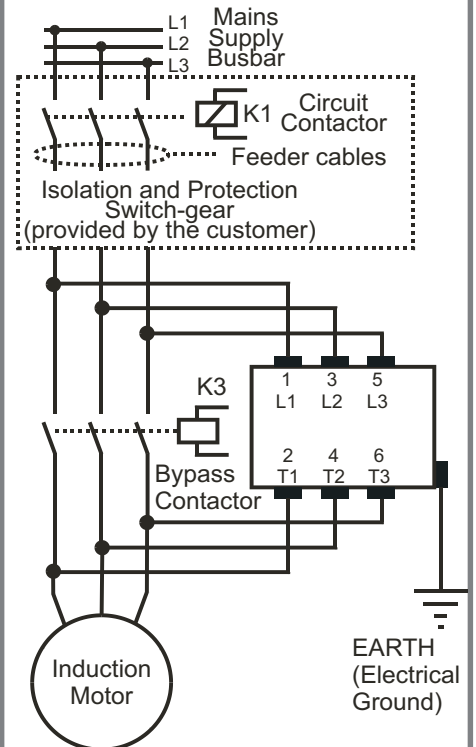 L1
L2
L3
Mains
Supply
Busbar
K1
Circuit
Contactor
Feeder cables
Isolation and Protection
Switch-gear
(provided by the customer)
K3
Bypass
Contactor
1 3 5
L1 L2 L3
2 4 6
T1 T2 T3
Induction
Motor
EARTH
(Electrical
Ground)